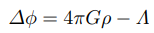 Δϕ = 4πGρ − Λ